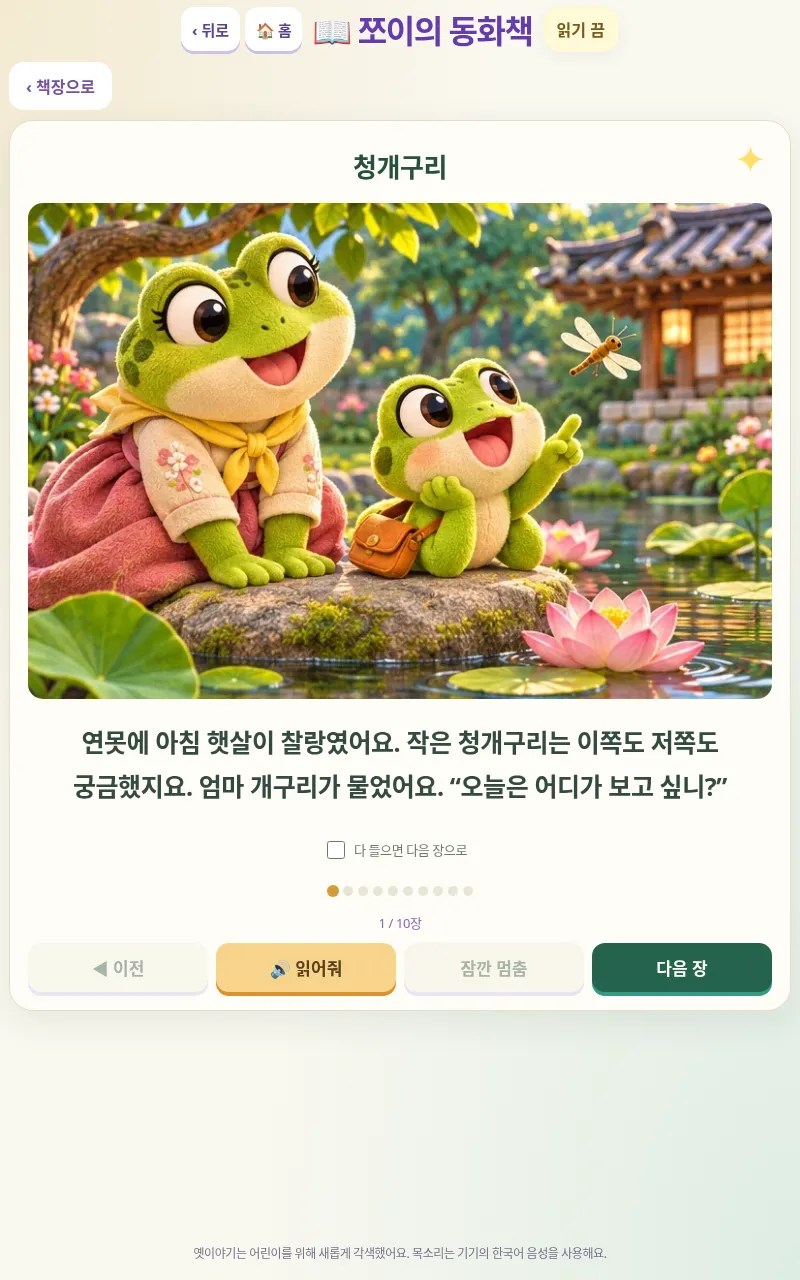 ‹ 뒤로
🏠 홈
📖 쪼이의 동화책
읽기 끔
‹ 책장으로
청개구리
연못에 아침 햇살이 찰랑였어요. 작은 청개구리는 이쪽도 저쪽도
궁금했지요. 엄마 개구리가 물었어요. “오늘은 어디가 보고 싶니?”
다 들으면 다음 장으로
1 / 10장
◀ 이전
🔊 읽어줘
잠깐 멈춤
다음 장
옛이야기는 어린이를 위해 새롭게 각색했어요. 목소리는 기기의 한국어 음성을 사용해요.